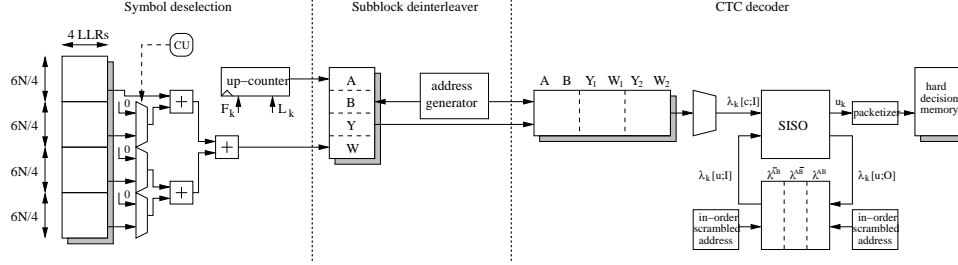 Symbol deselection
Subblock deinterleaver
CTC decoder
4 LLRs
CU
6N/4
6N/4
6N/4
6N/4
0
0
0
0
+
+
+
up-counter
F_k
L_k
A
B
Y
W
address
generator
A B Y_1 W_1 Y_2 W_2
λ_k[c;I]
SISO
u_k
packetizer
hard
decision
memory
λ_k[u;I]
λ^{A̅B} λ^{AB̅} λ^{AB}
λ_k[u;O]
in-order
scrambled
address
in-order
scrambled
address